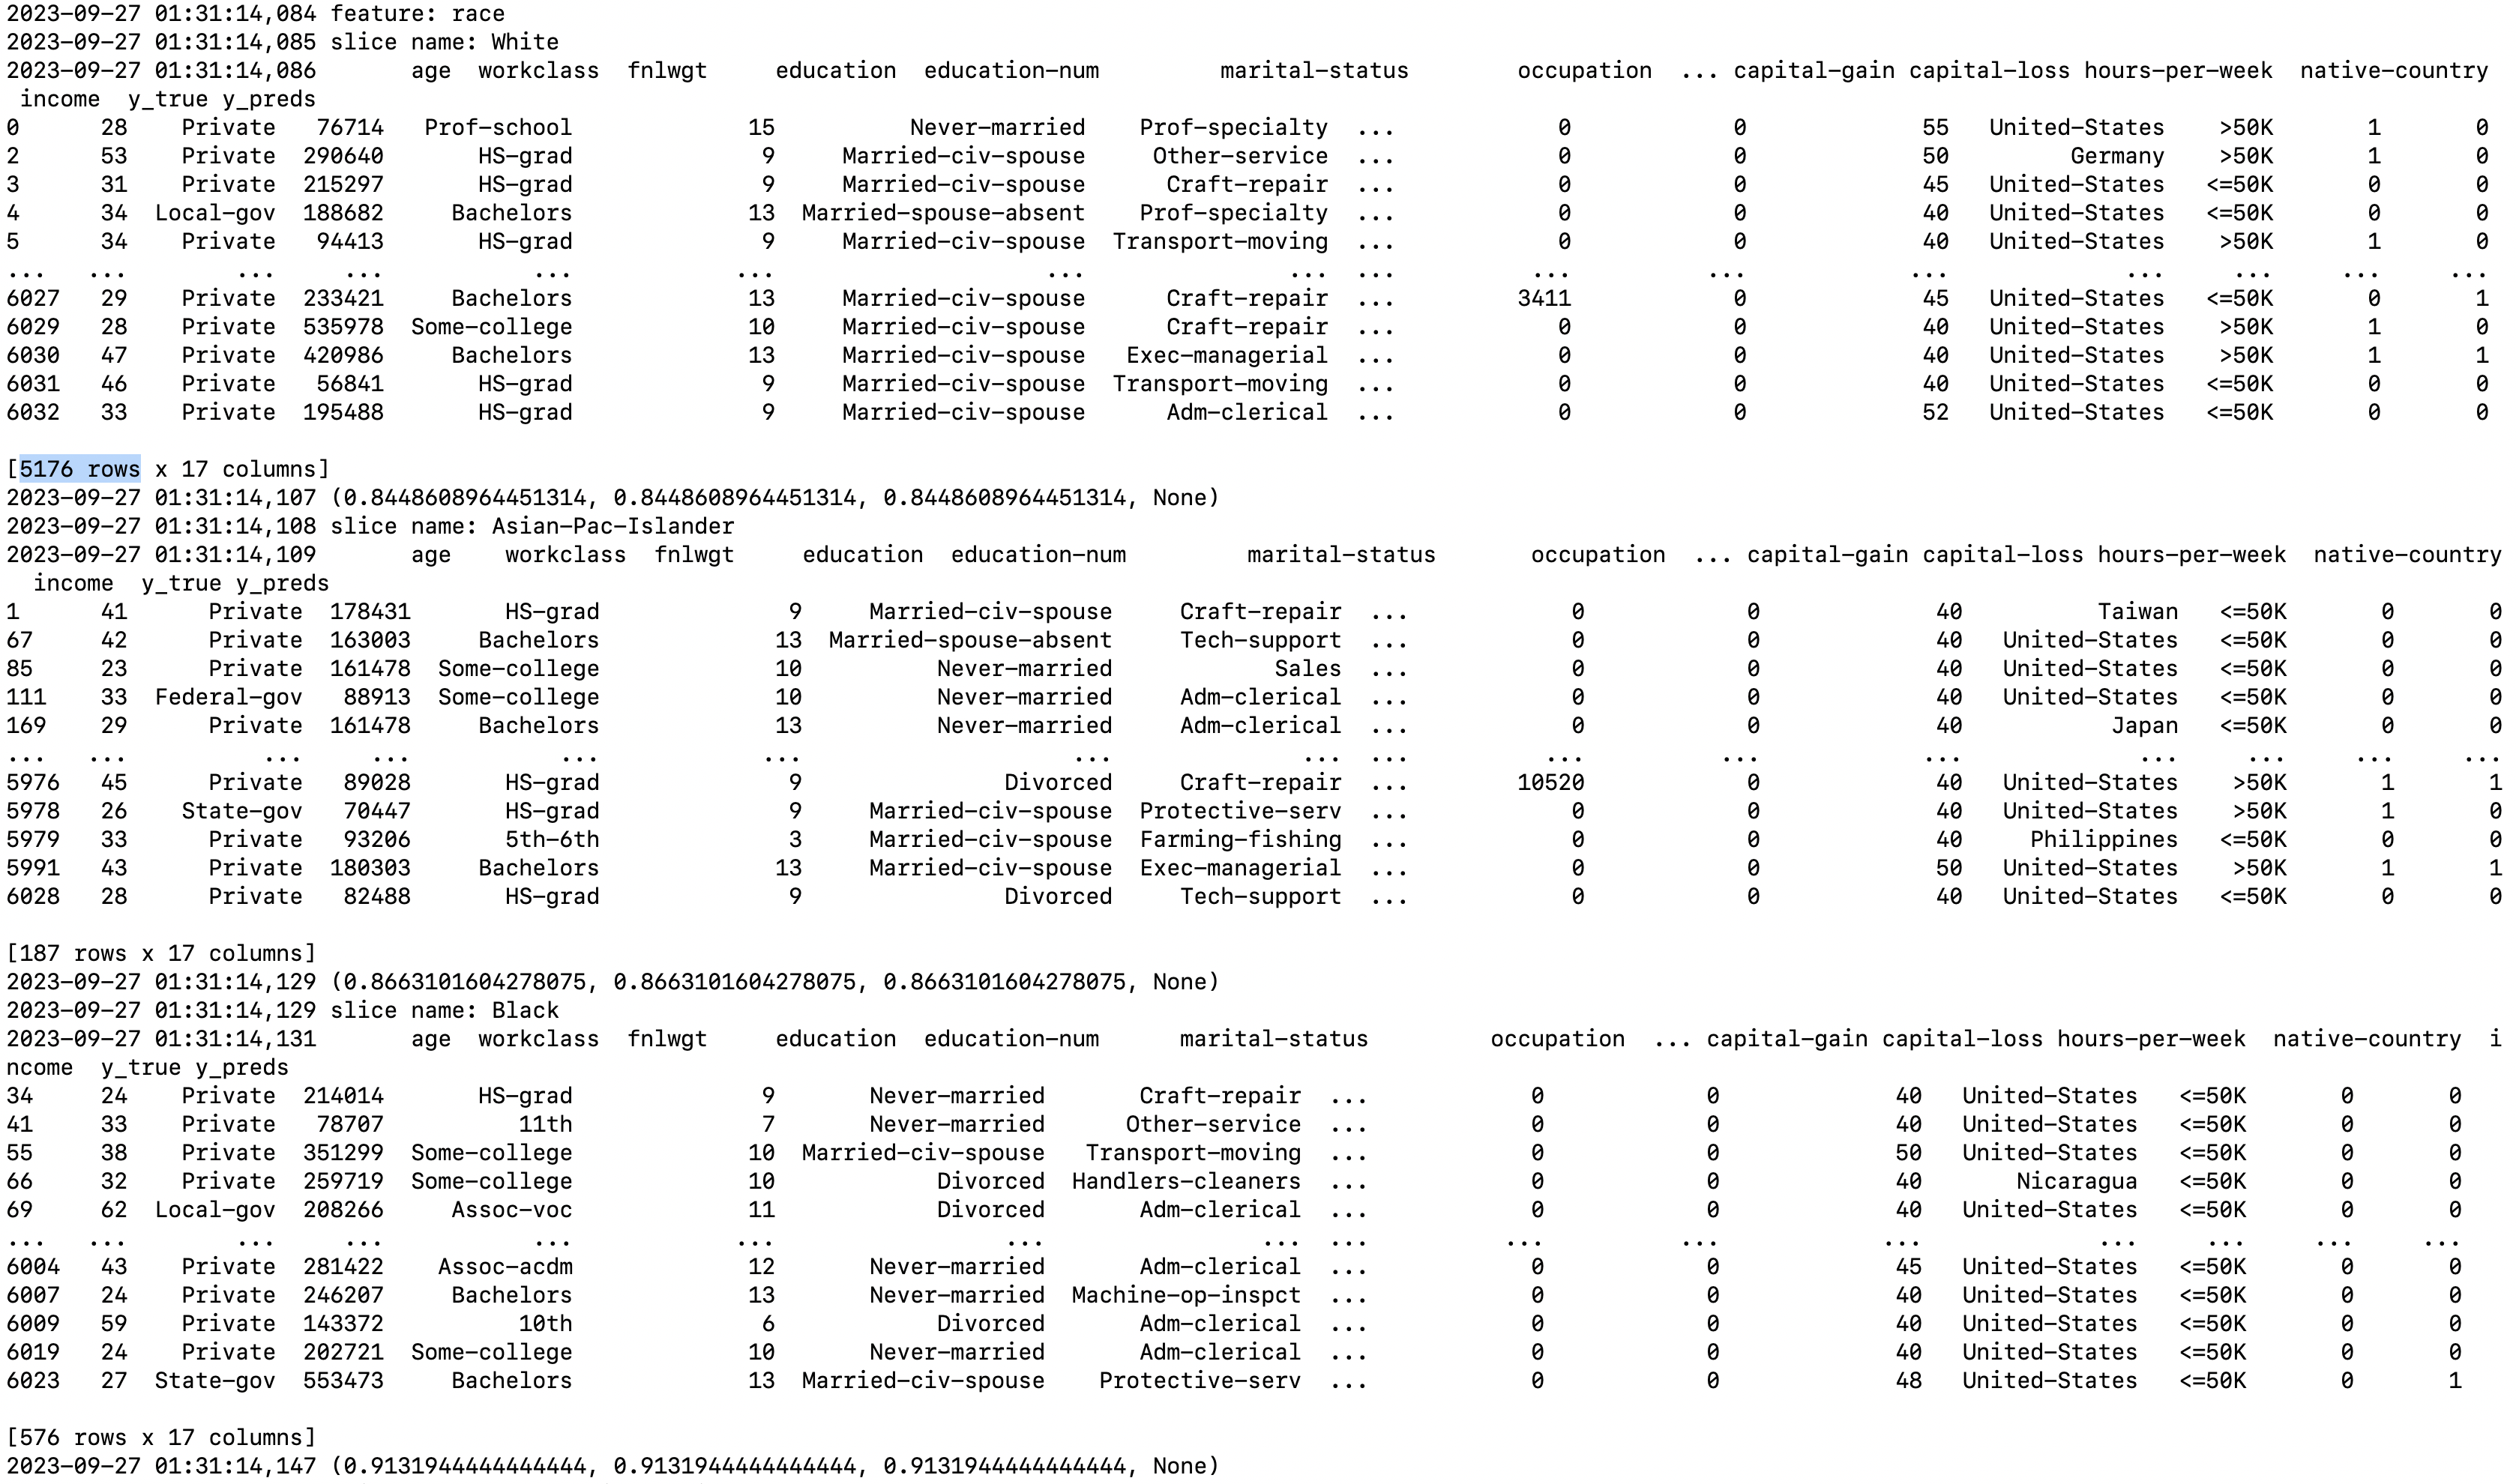 2023-09-27 01:31:14,084 feature: race
2023-09-27 01:31:14,085 slice name: White
2023-09-27 01:31:14,086 age workclass fnlwgt education education-num marital-status occupation ... capital-gain capital-loss hours-per-week native-country
income y_true y_preds
0 28 Private 76714 Prof-school 15 Never-married Prof-specialty ... 0 0 55 United-States >50K 1 0
2 53 Private 290640 HS-grad 9 Married-civ-spouse Other-service ... 0 0 50 Germany >50K 1 0
3 31 Private 215297 HS-grad 9 Married-civ-spouse Craft-repair ... 0 0 45 United-States <=50K 0 0
4 34 Local-gov 188682 Bachelors 13 Married-spouse-absent Prof-specialty ... 0 0 40 United-States <=50K 0 0
5 34 Private 94413 HS-grad 9 Married-civ-spouse Transport-moving ... 0 0 40 United-States >50K 1 0
... ... ... ... ... ... ... ... ... ... ... ... ... ... ... ...
6027 29 Private 233421 Bachelors 13 Married-civ-spouse Craft-repair ... 3411 0 45 United-States <=50K 0 1
6029 28 Private 535978 Some-college 10 Married-civ-spouse Craft-repair ... 0 0 40 United-States >50K 1 0
6030 47 Private 420986 Bachelors 13 Married-civ-spouse Exec-managerial ... 0 0 40 United-States >50K 1 1
6031 46 Private 56841 HS-grad 9 Married-civ-spouse Transport-moving ... 0 0 40 United-States <=50K 0 0
6032 33 Private 195488 HS-grad 9 Married-civ-spouse Adm-clerical ... 0 0 52 United-States <=50K 0 0
[5176 rows x 17 columns]
2023-09-27 01:31:14,107 (0.8448608964451314, 0.8448608964451314, 0.8448608964451314, None)
2023-09-27 01:31:14,108 slice name: Asian-Pac-Islander
2023-09-27 01:31:14,109 age workclass fnlwgt education education-num marital-status occupation ... capital-gain capital-loss hours-per-week native-country
income y_true y_preds
1 41 Private 178431 HS-grad 9 Married-civ-spouse Craft-repair ... 0 0 40 Taiwan <=50K 0 0
67 42 Private 163003 Bachelors 13 Married-spouse-absent Tech-support ... 0 0 40 United-States <=50K 0 0
85 23 Private 161478 Some-college 10 Never-married Sales ... 0 0 40 United-States <=50K 0 0
111 33 Federal-gov 88913 Some-college 10 Never-married Adm-clerical ... 0 0 40 United-States <=50K 0 0
169 29 Private 161478 Bachelors 13 Never-married Adm-clerical ... 0 0 40 Japan <=50K 0 0
... ... ... ... ... ... ... ... ... ... ... ... ... ... ... ...
5976 45 Private 89028 HS-grad 9 Divorced Craft-repair ... 10520 0 40 United-States >50K 1 1
5978 26 State-gov 70447 HS-grad 9 Married-civ-spouse Protective-serv ... 0 0 40 United-States >50K 1 0
5979 33 Private 93206 5th-6th 3 Married-civ-spouse Farming-fishing ... 0 0 40 Philippines <=50K 0 0
5991 43 Private 180303 Bachelors 13 Married-civ-spouse Exec-managerial ... 0 0 50 United-States >50K 1 1
6028 28 Private 82488 HS-grad 9 Divorced Tech-support ... 0 0 40 United-States <=50K 0 0
[187 rows x 17 columns]
2023-09-27 01:31:14,129 (0.8663101604278075, 0.8663101604278075, 0.8663101604278075, None)
2023-09-27 01:31:14,129 slice name: Black
2023-09-27 01:31:14,131 age workclass fnlwgt education education-num marital-status occupation ... capital-gain capital-loss hours-per-week native-country i
ncome y_true y_preds
34 24 Private 214014 HS-grad 9 Never-married Craft-repair ... 0 0 40 United-States <=50K 0 0
41 33 Private 78707 11th 7 Never-married Other-service ... 0 0 40 United-States <=50K 0 0
55 38 Private 351299 Some-college 10 Married-civ-spouse Transport-moving ... 0 0 50 United-States <=50K 0 0
66 32 Private 259719 Some-college 10 Divorced Handlers-cleaners ... 0 0 40 Nicaragua <=50K 0 0
69 62 Local-gov 208266 Assoc-voc 11 Divorced Adm-clerical ... 0 0 40 United-States <=50K 0 0
... ... ... ... ... ... ... ... ... ... ... ... ... ... ... ...
6004 43 Private 281422 Assoc-acdm 12 Never-married Adm-clerical ... 0 0 45 United-States <=50K 0 0
6007 24 Private 246207 Bachelors 13 Never-married Machine-op-inspct ... 0 0 40 United-States <=50K 0 0
6009 59 Private 143372 10th 6 Divorced Adm-clerical ... 0 0 40 United-States <=50K 0 0
6019 24 Private 202721 Some-college 10 Never-married Adm-clerical ... 0 0 40 United-States <=50K 0 0
6023 27 State-gov 553473 Bachelors 13 Married-civ-spouse Protective-serv ... 0 0 48 United-States <=50K 0 1
[576 rows x 17 columns]
2023-09-27 01:31:14,147 (0.9131944444444444, 0.9131944444444444, 0.9131944444444444, None)